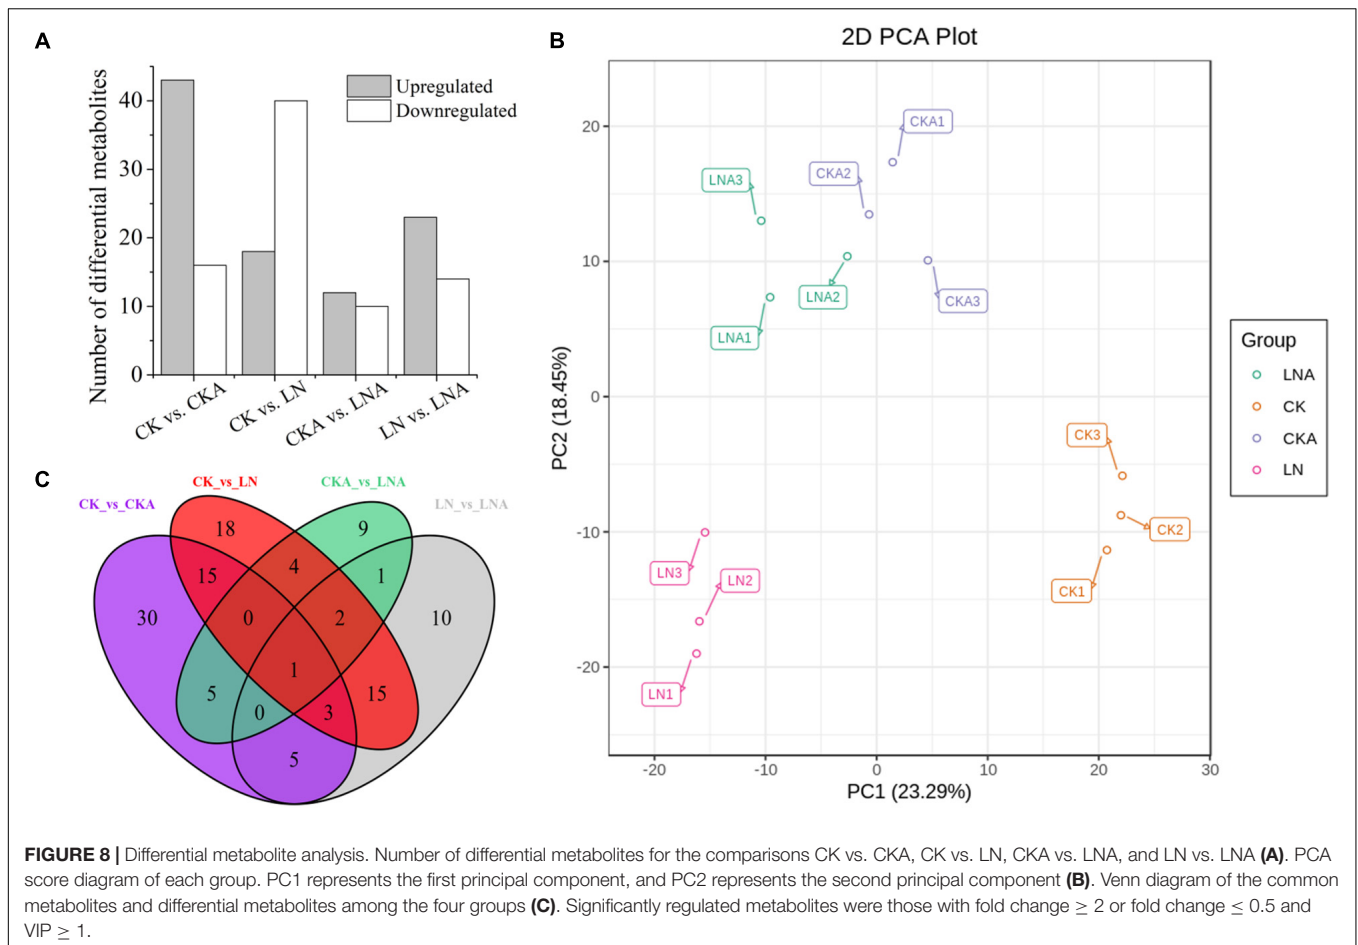 A
Number of differential metabolites
40
30
20
10
0
Upregulated
Downregulated
CK vs. CKA
CK vs. LN
CKA vs. LNA
LN vs. LNA
B
2D PCA Plot
PC2 (18.45%)
20
10
0
-10
-20
CKA1
CKA2
LNA3
LNA2
CKA3
LNA1
CK3
CK2
CK1
LN3
LN2
LN1
-20
-10
0
10
20
30
PC1 (23.29%)
Group
LNA
CK
CKA
LN
C
CK_vs_CKA
CK_vs_LN
CKA_vs_LNA
LN_vs_LNA
18
9
15
4
1
30
0
2
10
1
5
15
0
3
5
FIGURE 8 | Differential metabolite analysis. Number of differential metabolites for the comparisons CK vs. CKA, CK vs. LN, CKA vs. LNA, and LN vs. LNA (A). PCA
score diagram of each group. PC1 represents the first principal component, and PC2 represents the second principal component (B). Venn diagram of the common
metabolites and differential metabolites among the four groups (C). Significantly regulated metabolites were those with fold change ≥ 2 or fold change ≤ 0.5 and
VIP ≥ 1.